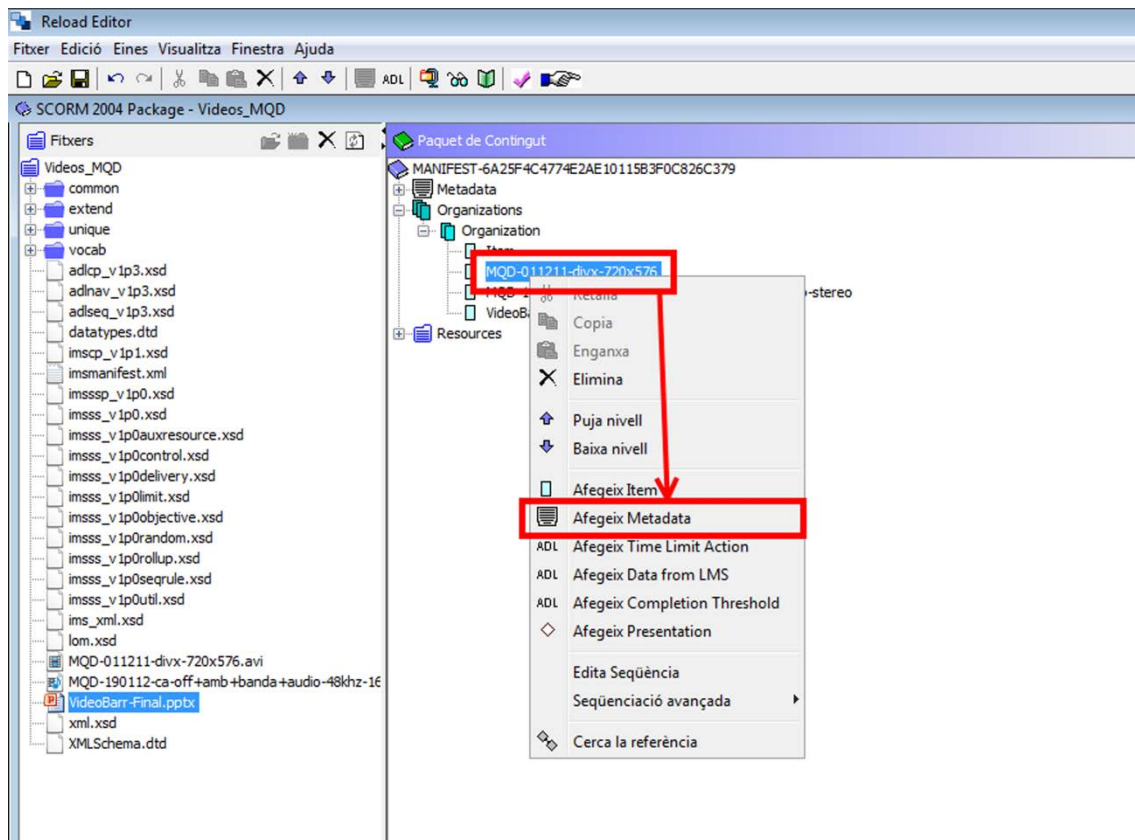 Reload Editor
Fitxer Edició Eines Visualitza Finestra Ajuda
ADL
SCORM 2004 Package - Videos_MQD
Fitxers
Videos_MQD
common
extend
unique
vocab
adlcp_v1p3.xsd
adlnav_v1p3.xsd
adlseq_v1p3.xsd
datatypes.dtd
imscp_v1p1.xsd
imsmanifest.xml
imsssp_v1p0.xsd
imsss_v1p0.xsd
imsss_v1p0auxresource.xsd
imsss_v1p0control.xsd
imsss_v1p0delivery.xsd
imsss_v1p0limit.xsd
imsss_v1p0objective.xsd
imsss_v1p0random.xsd
imsss_v1p0rollup.xsd
imsss_v1p0seqrule.xsd
imsss_v1p0util.xsd
ims_xml.xsd
lom.xsd
MQD-011211-divx-720x576.avi
MQD-190112-ca-off+amb+banda+audio-48khz-16
VideoBarr-Final.pptx
xml.xsd
XMLSchema.dtd
Paquet de Contingut
MANIFEST-6A25F4C4774E2AE10115B3F0C826C379
Metadata
Organizations
Organization
Item
MQD-011211-divx-720x576
MQD-1 -stereo
VideoB
Resources
Retalla
Copia
Enganxa
Elimina
Puja nivell
Baixa nivell
Afegeix Item
Afegeix Metadata
ADL Afegeix Time Limit Action
ADL Afegeix Data from LMS
ADL Afegeix Completion Threshold
Afegeix Presentation
Edita Seqüència
Seqüenciació avançada
Cerca la referència